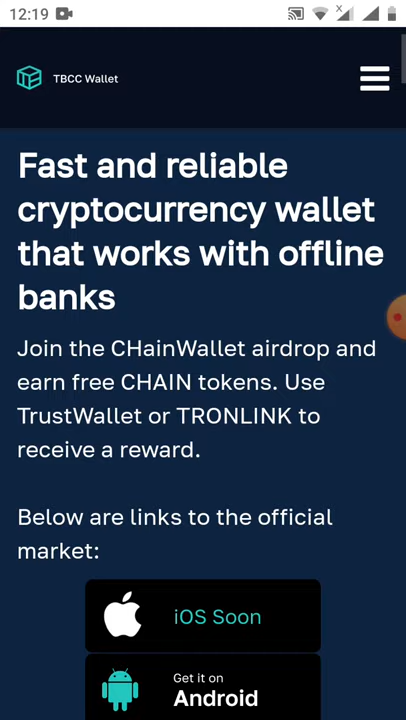 12:19
TBCC Wallet
Fast and reliable
cryptocurrency wallet
that works with offline
banks
Join the CHainWallet airdrop and
earn free CHAIN tokens. Use
TrustWallet or TRONLINK to
receive a reward.
Below are links to the official
market:
iOS Soon
Get it on
Android